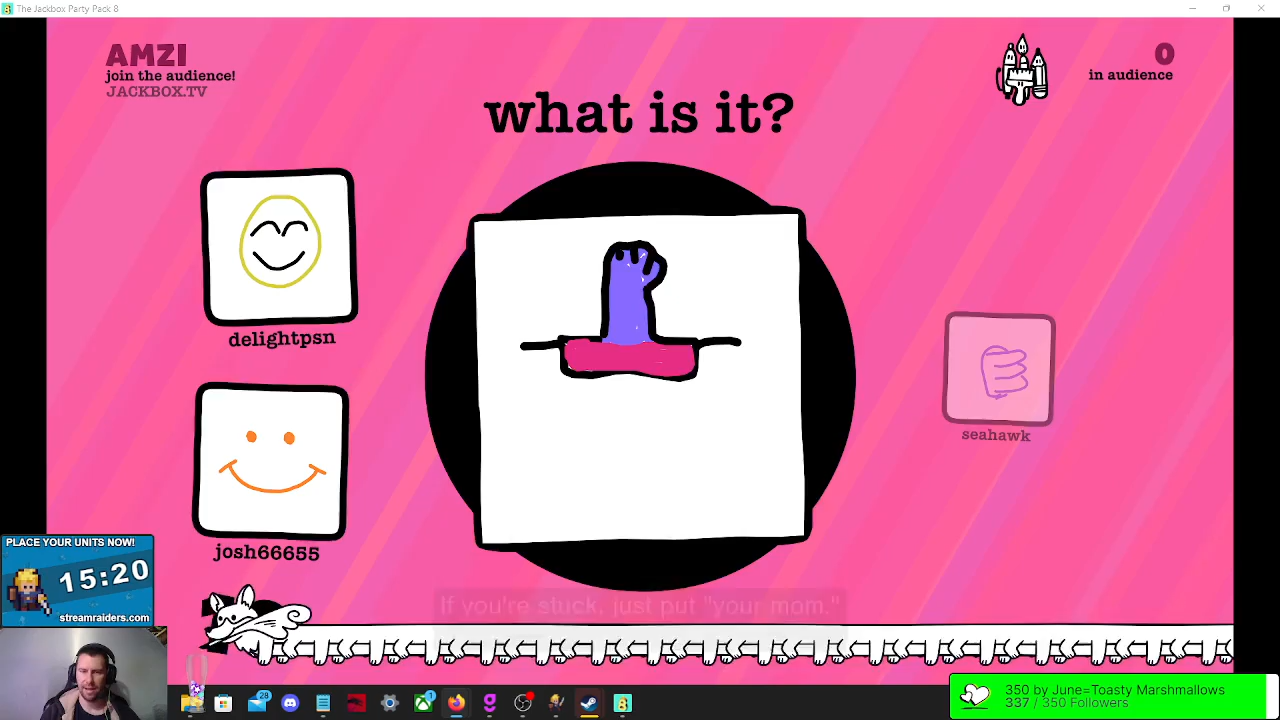 The Jackbox Party Pack 8
AMZI
join the audience!
JACKBOX.TV
0
in audience
what is it?
delightpsn
josh66655
seahawk
If you're stuck, just put "your mom."
PLACE YOUR UNITS NOW!
15:20
streamraiders.com
28
1
350 by June=Toasty Marshmallows
337 / 350 Followers